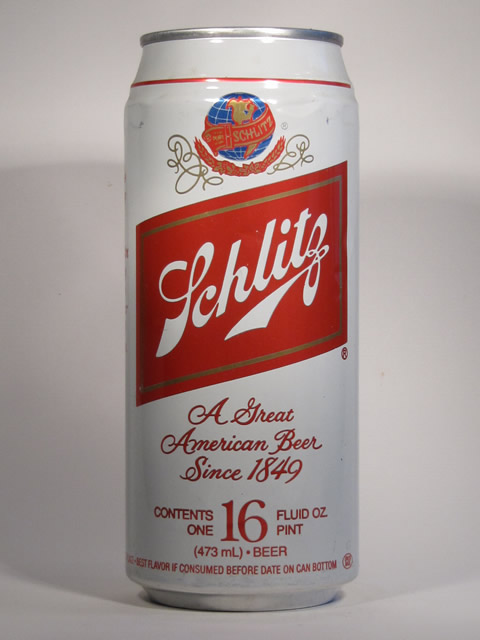 SCHLITZ
®
Schlitz
®
A Great
American Beer
Since 1849
CONTENTS 16 FLUID OZ.
ONE PINT
(473 mL) • BEER
BEST FLAVOR IF CONSUMED BEFORE DATE ON CAN BOTTOM